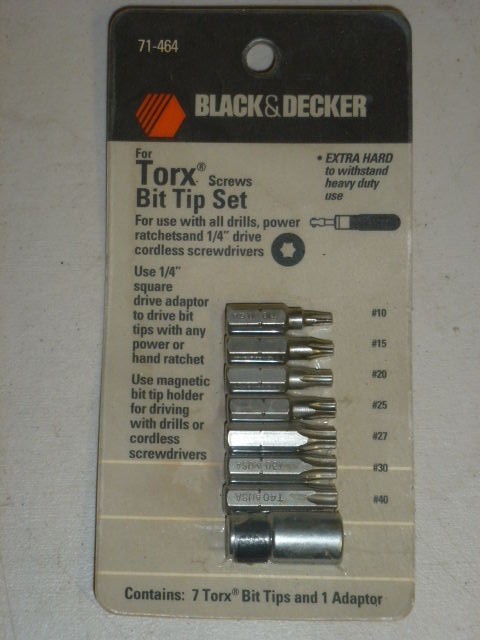 71-464
BLACK&DECKER
For
Torx® Screws
Bit Tip Set
• EXTRA HARD
to withstand
heavy duty
use
For use with all drills, power
ratchetsand 1/4" drive
cordless screwdrivers
Use 1/4"
square
drive adaptor
to drive bit
tips with any
power or
hand ratchet
Use magnetic
bit tip holder
for driving
with drills or
cordless
screwdrivers
#10
#15
#20
#25
#27
#30
#40
T40 USA
Contains: 7 Torx® Bit Tips and 1 Adaptor